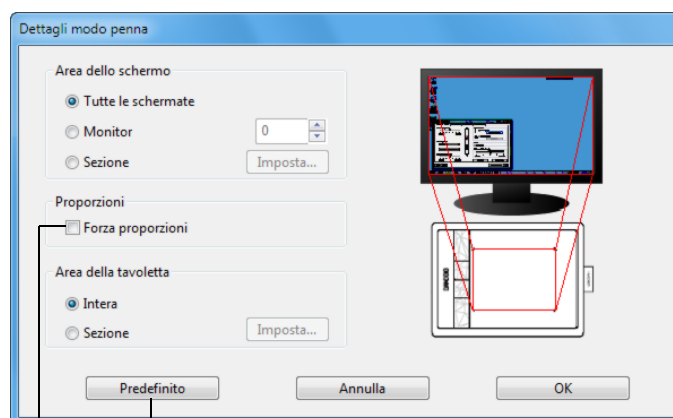 Dettagli modo penna
Area dello schermo
Tutte le schermate
Monitor
0
Sezione
Imposta...
Proporzioni
Forza proporzioni
Area della tavoletta
Intera
Sezione
Imposta...
Predefinito
Annulla
OK